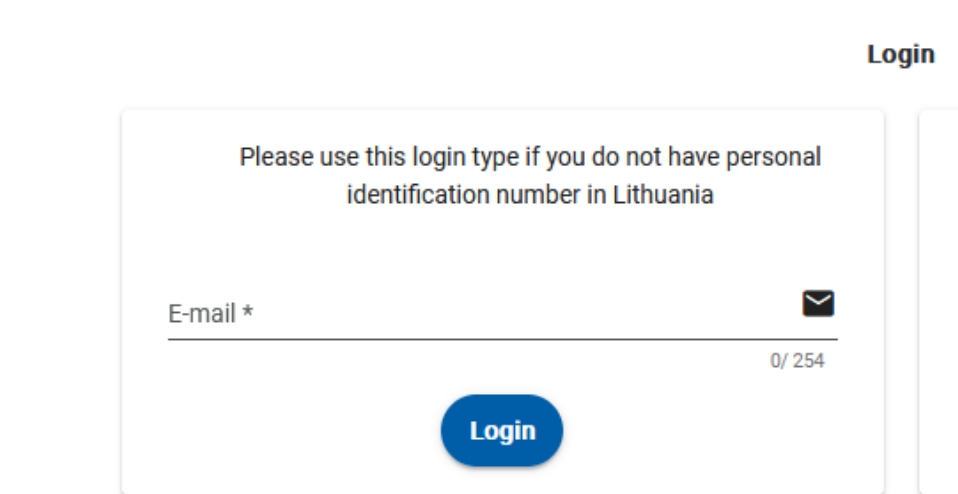 Login
Please use this login type if you do not have personal
identification number in Lithuania
E-mail *
0/ 254
Login